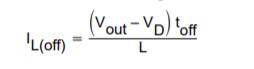 I_L(off) = (V_out − V_D) t_off / L